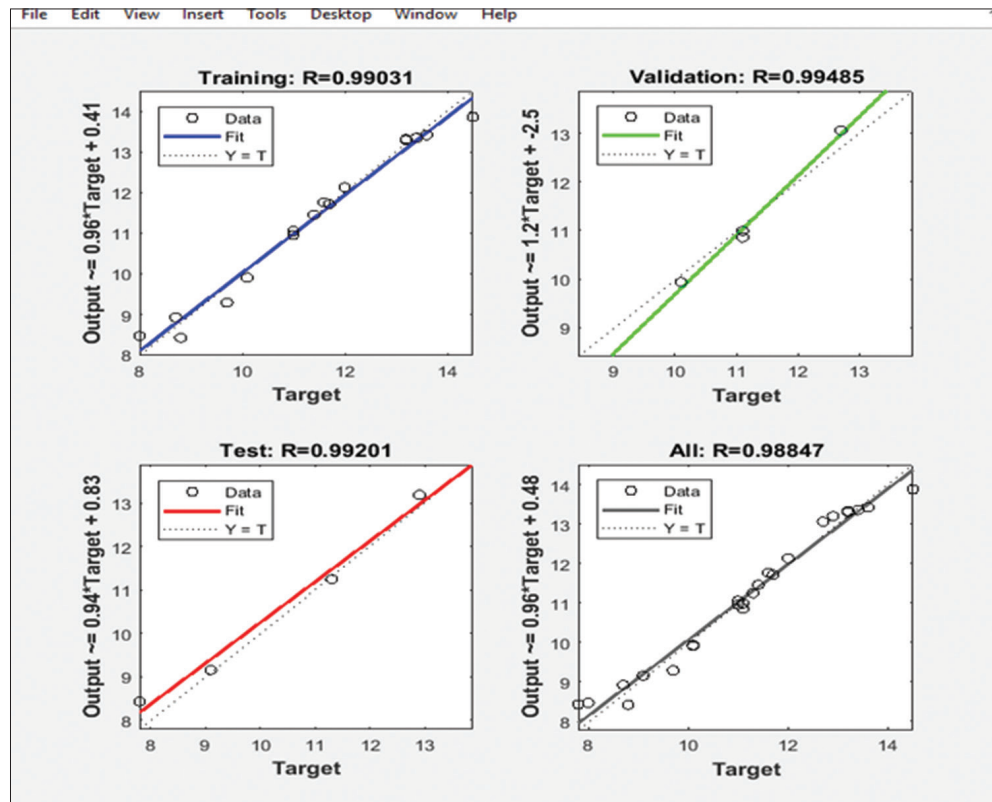 File Edit View Insert Tools Desktop Window Help
Training: R=0.99031
Output ~= 0.96*Target + 0.41
Data
Fit
Y = T
14
13
12
11
10
9
8
8 10 12 14
Target
Validation: R=0.99485
Output ~= 1.2*Target + -2.5
Data
Fit
Y = T
13
12
11
10
9
9 10 11 12 13
Target
Test: R=0.99201
Output ~= 0.94*Target + 0.83
Data
Fit
Y = T
13
12
11
10
9
8
8 9 10 11 12 13
Target
All: R=0.98847
Output ~= 0.96*Target + 0.48
Data
Fit
Y = T
14
13
12
11
10
9
8
8 10 12 14
Target